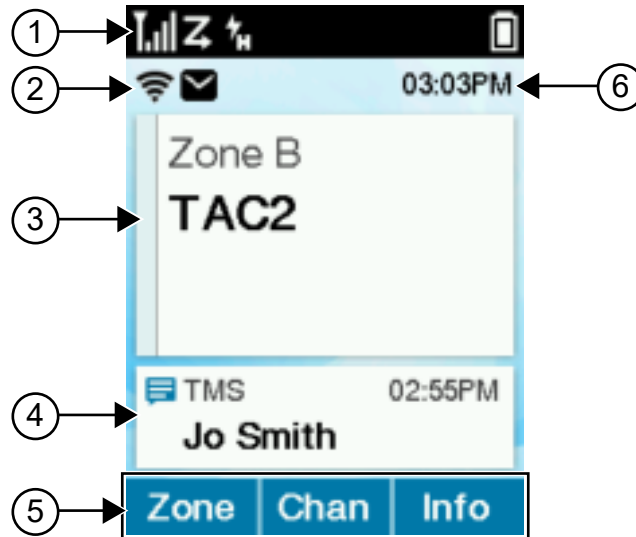 1
H
2
03:03PM
6
Zone B
3
TAC2
TMS 02:55PM
4
Jo Smith
5
Zone Chan Info